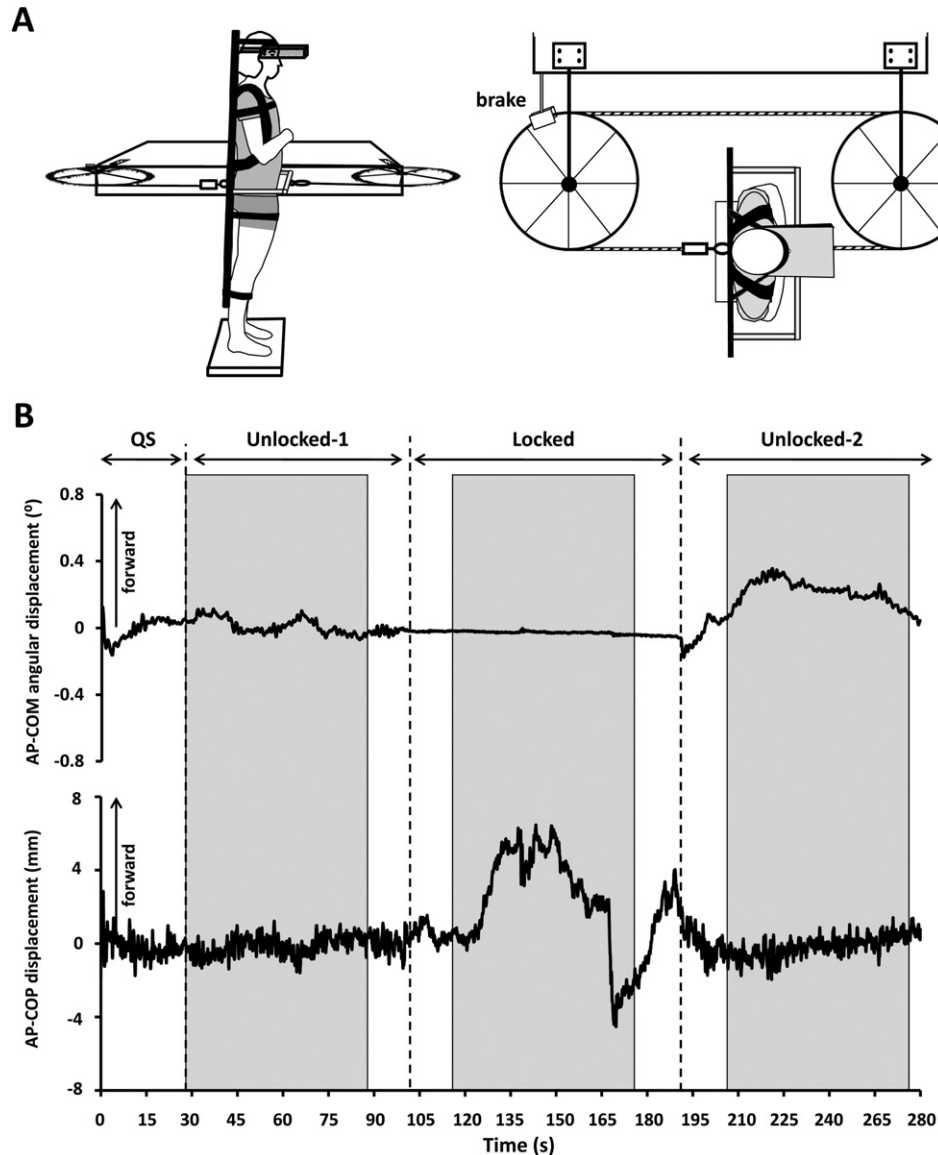 A
brake
B
QS Unlocked-1 Locked Unlocked-2
AP-COM angular displacement (⁰)
0.8
0.4
0
-0.4
-0.8
forward
AP-COP displacement (mm)
8
4
0
-4
-8
forward
0 15 30 45 60 75 90 105 120 135 150 165 180 195 210 225 240 265 280
Time (s)